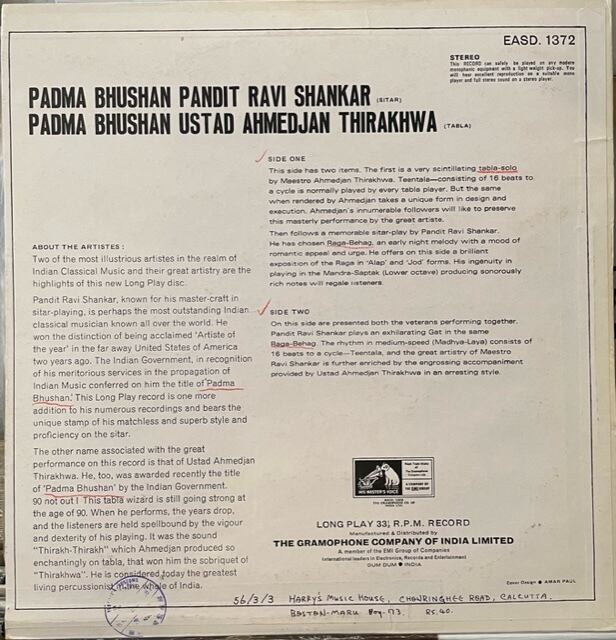 EASD. 1372
STEREO
This RECORD can safely be played on any modern
monophonic equipment with a light weight pick-up. You
will hear excellent reproduction on a suitable mono
player and full stereo sound on a stereo player.
PADMA BHUSHAN PANDIT RAVI SHANKAR (SITAR)
PADMA BHUSHAN USTAD AHMEDJAN THIRAKHWA (TABLA)
SIDE ONE
This side has two items. The first is a very scintillating tabla-solo
by Maestro Ahmedjan Thirakhwa. Teentala—consisting of 16 beats to
a cycle is normally played by every tabla player. But the same
when rendered by Ahmedjan takes a unique form in design and
execution. Ahmedjan's innumerable followers will like to preserve
this masterly performance by the great artiste.
Then follows a memorable sitar-play by Pandit Ravi Shankar.
He has chosen Raga-Behag, an early night melody with a mood of
romantic appeal and urge. He offers on this side a brilliant
exposition of the Raga in 'Alap' and 'Jod' forms. His ingenuity in
playing in the Mandra-Saptak (Lower octave) producing sonorously
rich notes will regale listeners.
SIDE TWO
On this side are presented both the veterans performing together.
Pandit Ravi Shankar plays an exhilarating Gat in the same
Raga-Behag. The rhythm in medium-speed (Madhya-Laya) consists of
16 beats to a cycle—Teentala, and the great artistry of Maestro
Ravi Shankar is further enriched by the engrossing accompaniment
provided by Ustad Ahmedjan Thirakhwa in an arresting style.
ABOUT THE ARTISTES :
Two of the most illustrious artistes in the realm of
Indian Classical Music and their great artistry are the
highlights of this new Long Play disc.
Pandit Ravi Shankar, known for his master-craft in
sitar-playing, is perhaps the most outstanding Indian
classical musician known all over the world. He
won the distinction of being acclaimed 'Artiste of
the year' in the far away United States of America
two years ago. The Indian Government, in recognition
of his meritorious services in the propagation of
Indian Music conferred on him the title of 'Padma
Bhushan.' This Long Play record is one more
addition to his numerous recordings and bears the
unique stamp of his matchless and superb style and
proficiency on the sitar.
The other name associated with the great
performance on this record is that of Ustad Ahmedjan
Thirakhwa. He, too, was awarded recently the title
of 'Padma Bhushan' by the Indian Government.
90 not out ! This tabla wizard is still going strong at
the age of 90. When he performs, the years drop,
and the listeners are held spellbound by the vigour
and dexterity of his playing. It was the sound
"Thirakh-Thirakh" which Ahmedjan produced so
enchantingly on tabla, that won him the sobriquet of
"Thirakhwa". He is considered today the greatest
living percussionist in the whole of India.
HIS MASTER'S VOICE
LONG PLAY 33⅓ R.P.M. RECORD
Manufactured & Distributed by
THE GRAMOPHONE COMPANY OF INDIA LIMITED
A member of the EMI Group of Companies
International leaders in Electronics, Records and Entertainment
DUM DUM ● INDIA
Cover Design ● AMAR PAUL
56/3/3 HARRY'S MUSIC HOUSE, CHOWRINGHEE ROAD, CALCUTTA.
RS.40.